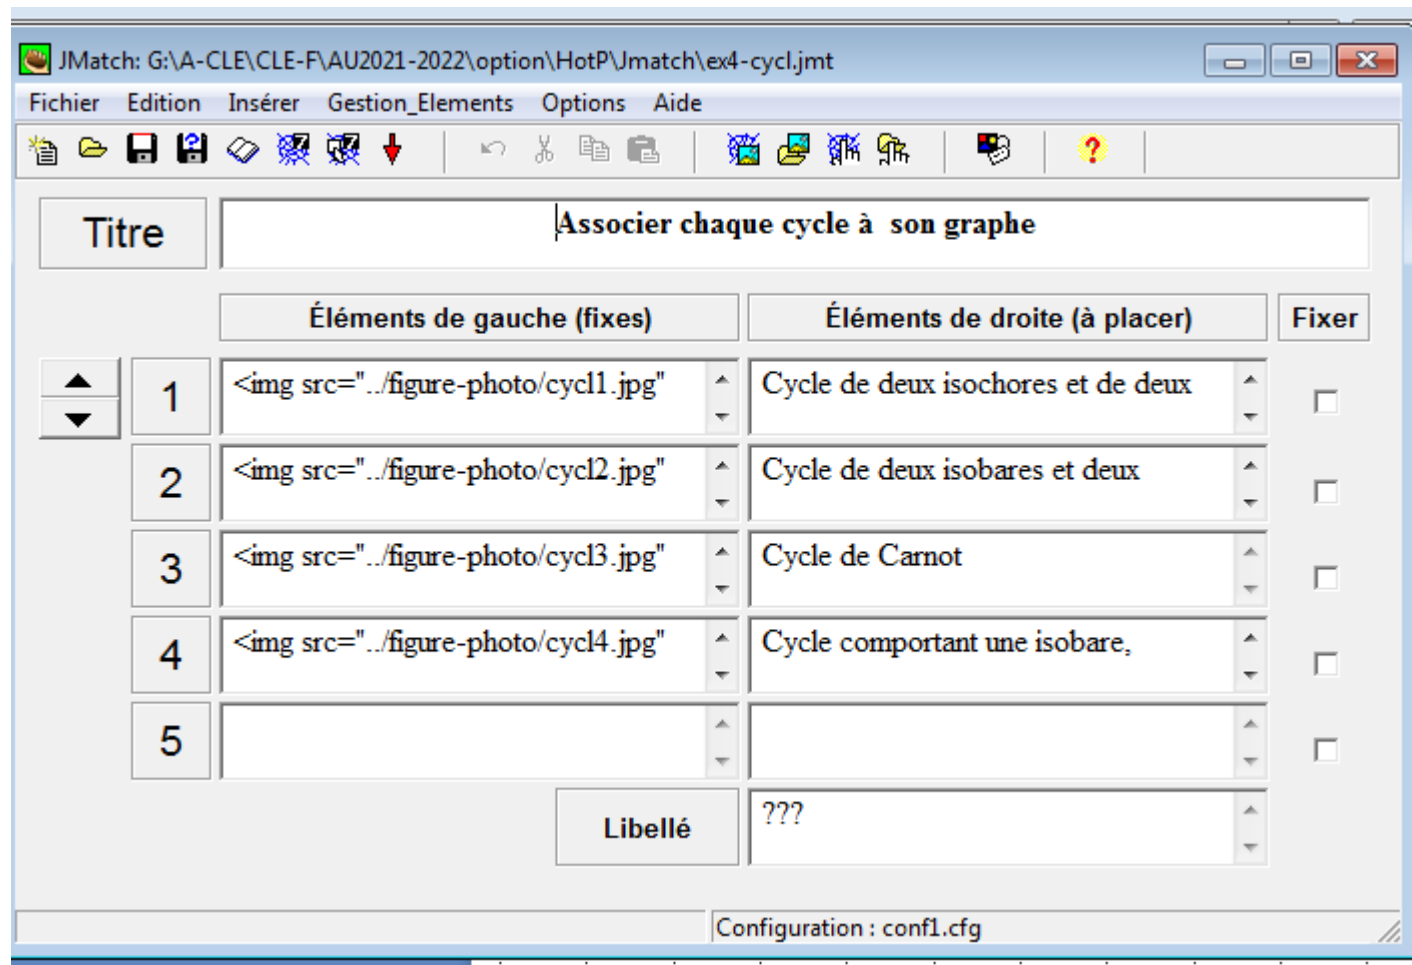 JMatch: G:\A-CLE\CLE-F\AU2021-2022\option\HotP\Jmatch\ex4-cycl.jmt
Fichier Edition Insérer Gestion_Elements Options Aide
Titre
Associer chaque cycle à  son graphe
Éléments de gauche (fixes) Éléments de droite (à placer) Fixer
1 <img src="../figure-photo/cycl1.jpg" Cycle de deux isochores et de deux
2 <img src="../figure-photo/cycl2.jpg" Cycle de deux isobares et deux
3 <img src="../figure-photo/cycl3.jpg" Cycle de Carnot
4 <img src="../figure-photo/cycl4.jpg" Cycle comportant une isobare,
5
Libellé ???
Configuration : conf1.cfg